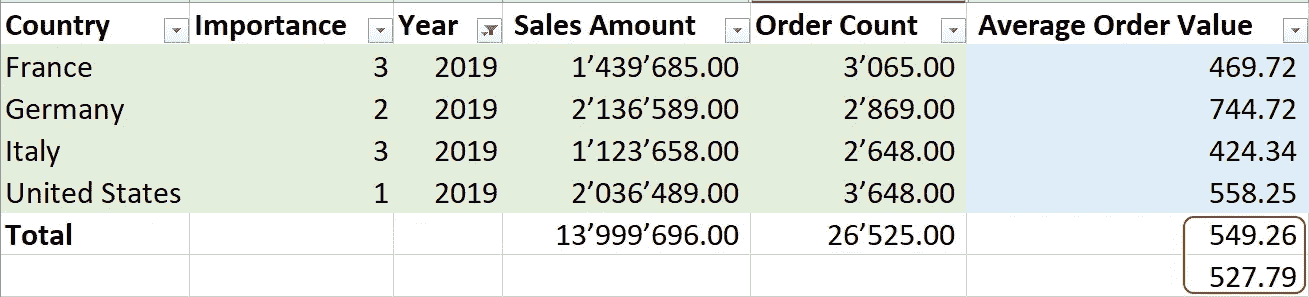 Country Importance Year Sales Amount Order Count Average Order Value
France 3 2019 1’439’685.00 3’065.00 469.72
Germany 2 2019 2’136’589.00 2’869.00 744.72
Italy 3 2019 1’123’658.00 2’648.00 424.34
United States 1 2019 2’036’489.00 3’648.00 558.25
Total 13’999’696.00 26’525.00 549.26
527.79